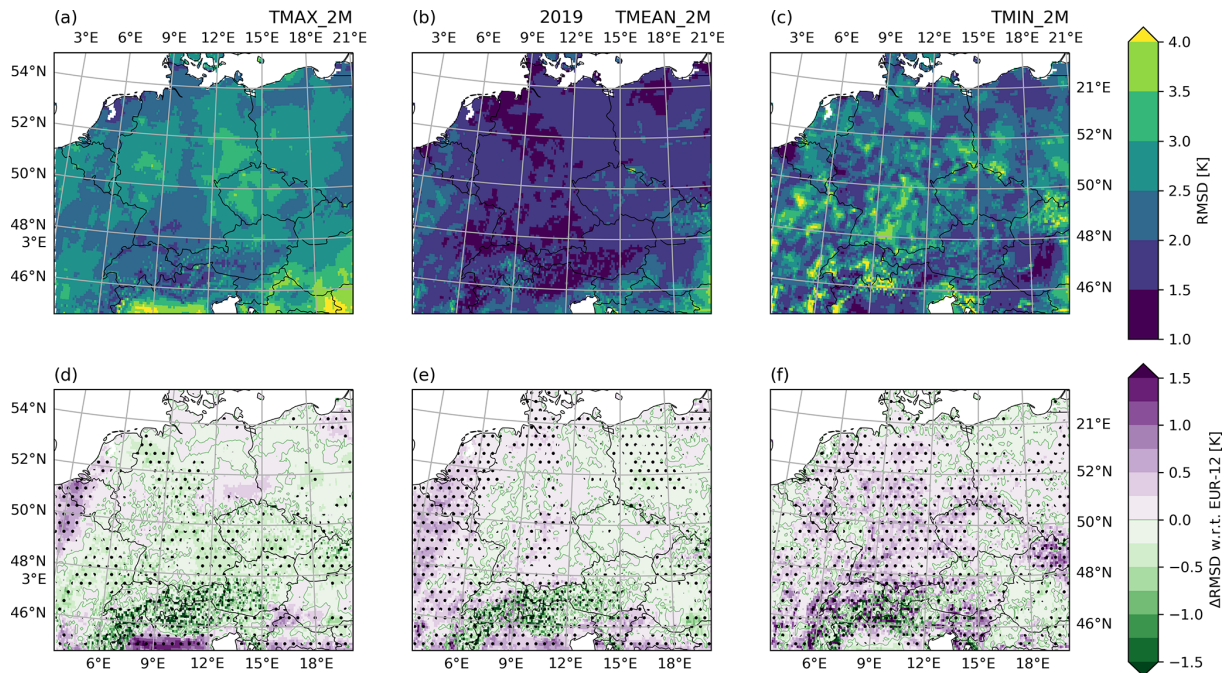 (a) TMAX_2M
(b) 2019 TMEAN_2M
(c) TMIN_2M
3°E 6°E 9°E 12°E 15°E 18°E 21°E
3°E 6°E 9°E 12°E 15°E 18°E 21°E
3°E 6°E 9°E 12°E 15°E 18°E 21°E
54°N
52°N
50°N
48°N
3°E
46°N
21°E
52°N
50°N
48°N
46°N
4.0
3.5
3.0
2.5
2.0
1.5
1.0
RMSD [K]
(d)
(e)
(f)
54°N
52°N
50°N
48°N
3°E
46°N
21°E
52°N
50°N
48°N
46°N
6°E 9°E 12°E 15°E 18°E
6°E 9°E 12°E 15°E 18°E
6°E 9°E 12°E 15°E 18°E
1.5
1.0
0.5
0.0
−0.5
−1.0
−1.5
ΔRMSD w.r.t. EUR-12 [K]